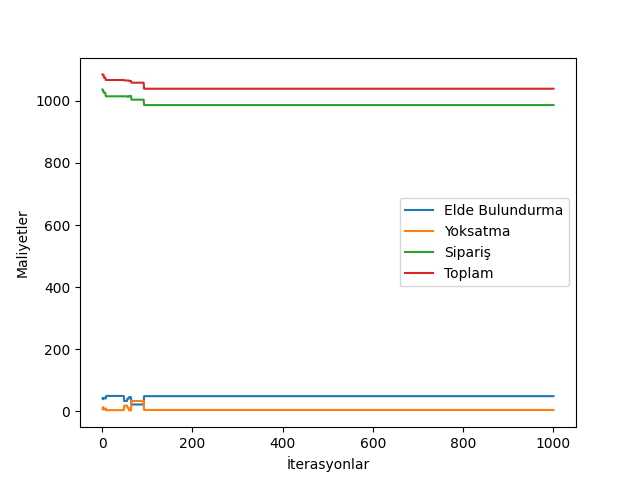 1000
800
600
400
200
0
Maliyetler
Elde Bulundurma
Yoksatma
Sipariş
Toplam
0 200 400 600 800 1000
İterasyonlar